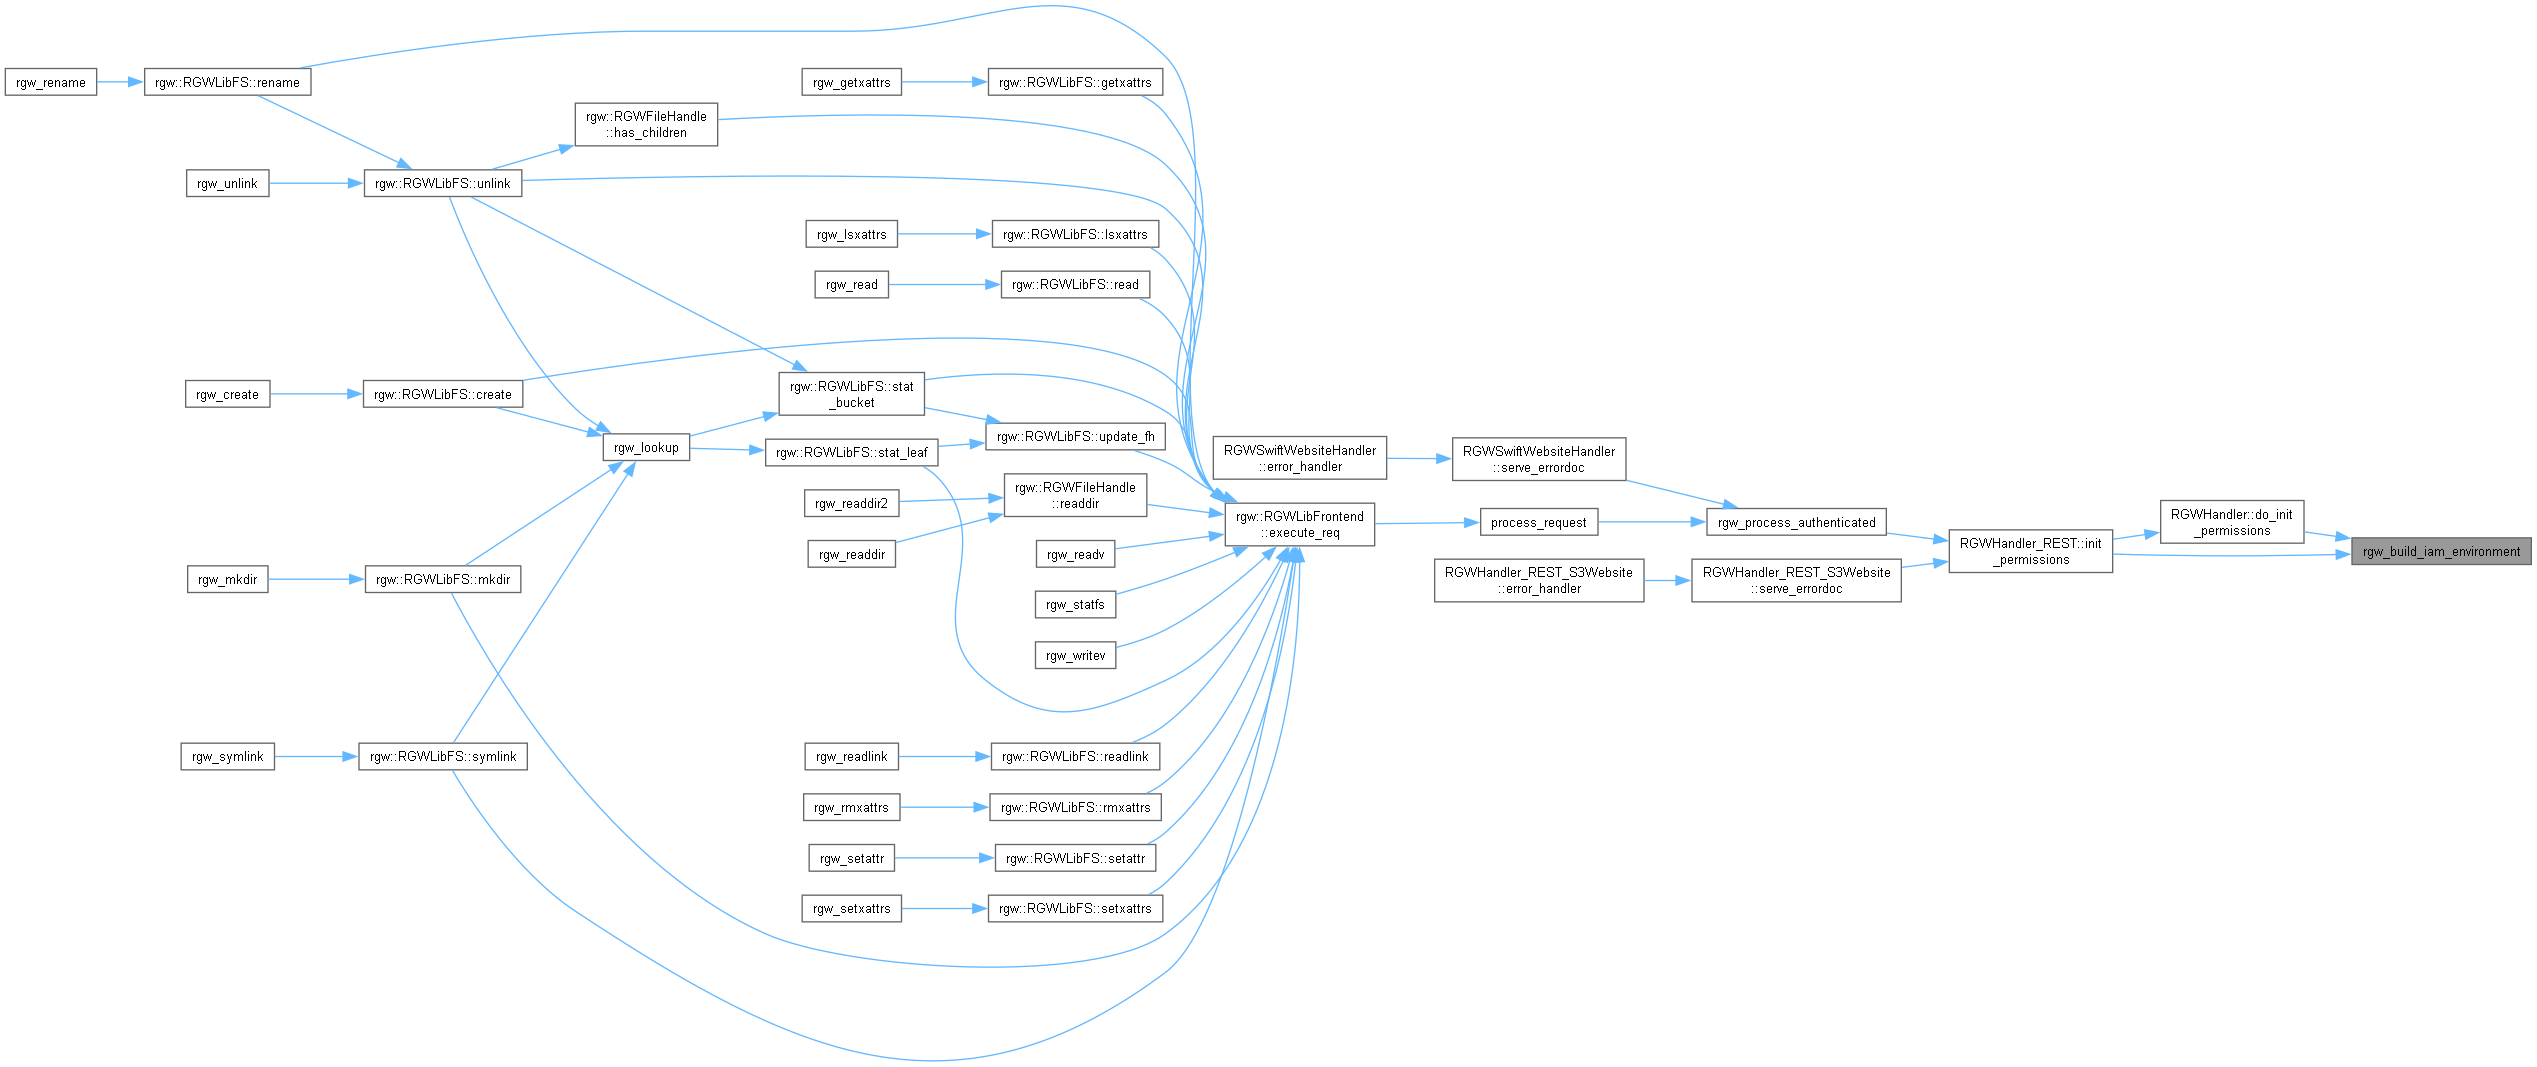 rgw_rename
rgw::RGWLibFS::rename
rgw_getxattrs
rgw::RGWLibFS::getxattrs
rgw::RGWFileHandle
::has_children
rgw_unlink
rgw::RGWLibFS::unlink
rgw_lsxattrs
rgw::RGWLibFS::lsxattrs
rgw_read
rgw::RGWLibFS::read
rgw_create
rgw::RGWLibFS::create
rgw::RGWLibFS::stat
_bucket
rgw_lookup
rgw::RGWLibFS::stat_leaf
rgw::RGWLibFS::update_fh
RGWSwiftWebsiteHandler
::error_handler
RGWSwiftWebsiteHandler
::serve_errordoc
rgw_readdir2
rgw::RGWFileHandle
::readdir
rgw_readdir
rgw::RGWLibFrontend
::execute_req
process_request
rgw_process_authenticated
RGWHandler::do_init
_permissions
RGWHandler_REST::init
_permissions
rgw_build_iam_environment
rgw_readv
RGWHandler_REST_S3Website
::error_handler
RGWHandler_REST_S3Website
::serve_errordoc
rgw_mkdir
rgw::RGWLibFS::mkdir
rgw_statfs
rgw_writev
rgw_symlink
rgw::RGWLibFS::symlink
rgw_readlink
rgw::RGWLibFS::readlink
rgw_rmxattrs
rgw::RGWLibFS::rmxattrs
rgw_setattr
rgw::RGWLibFS::setattr
rgw_setxattrs
rgw::RGWLibFS::setxattrs